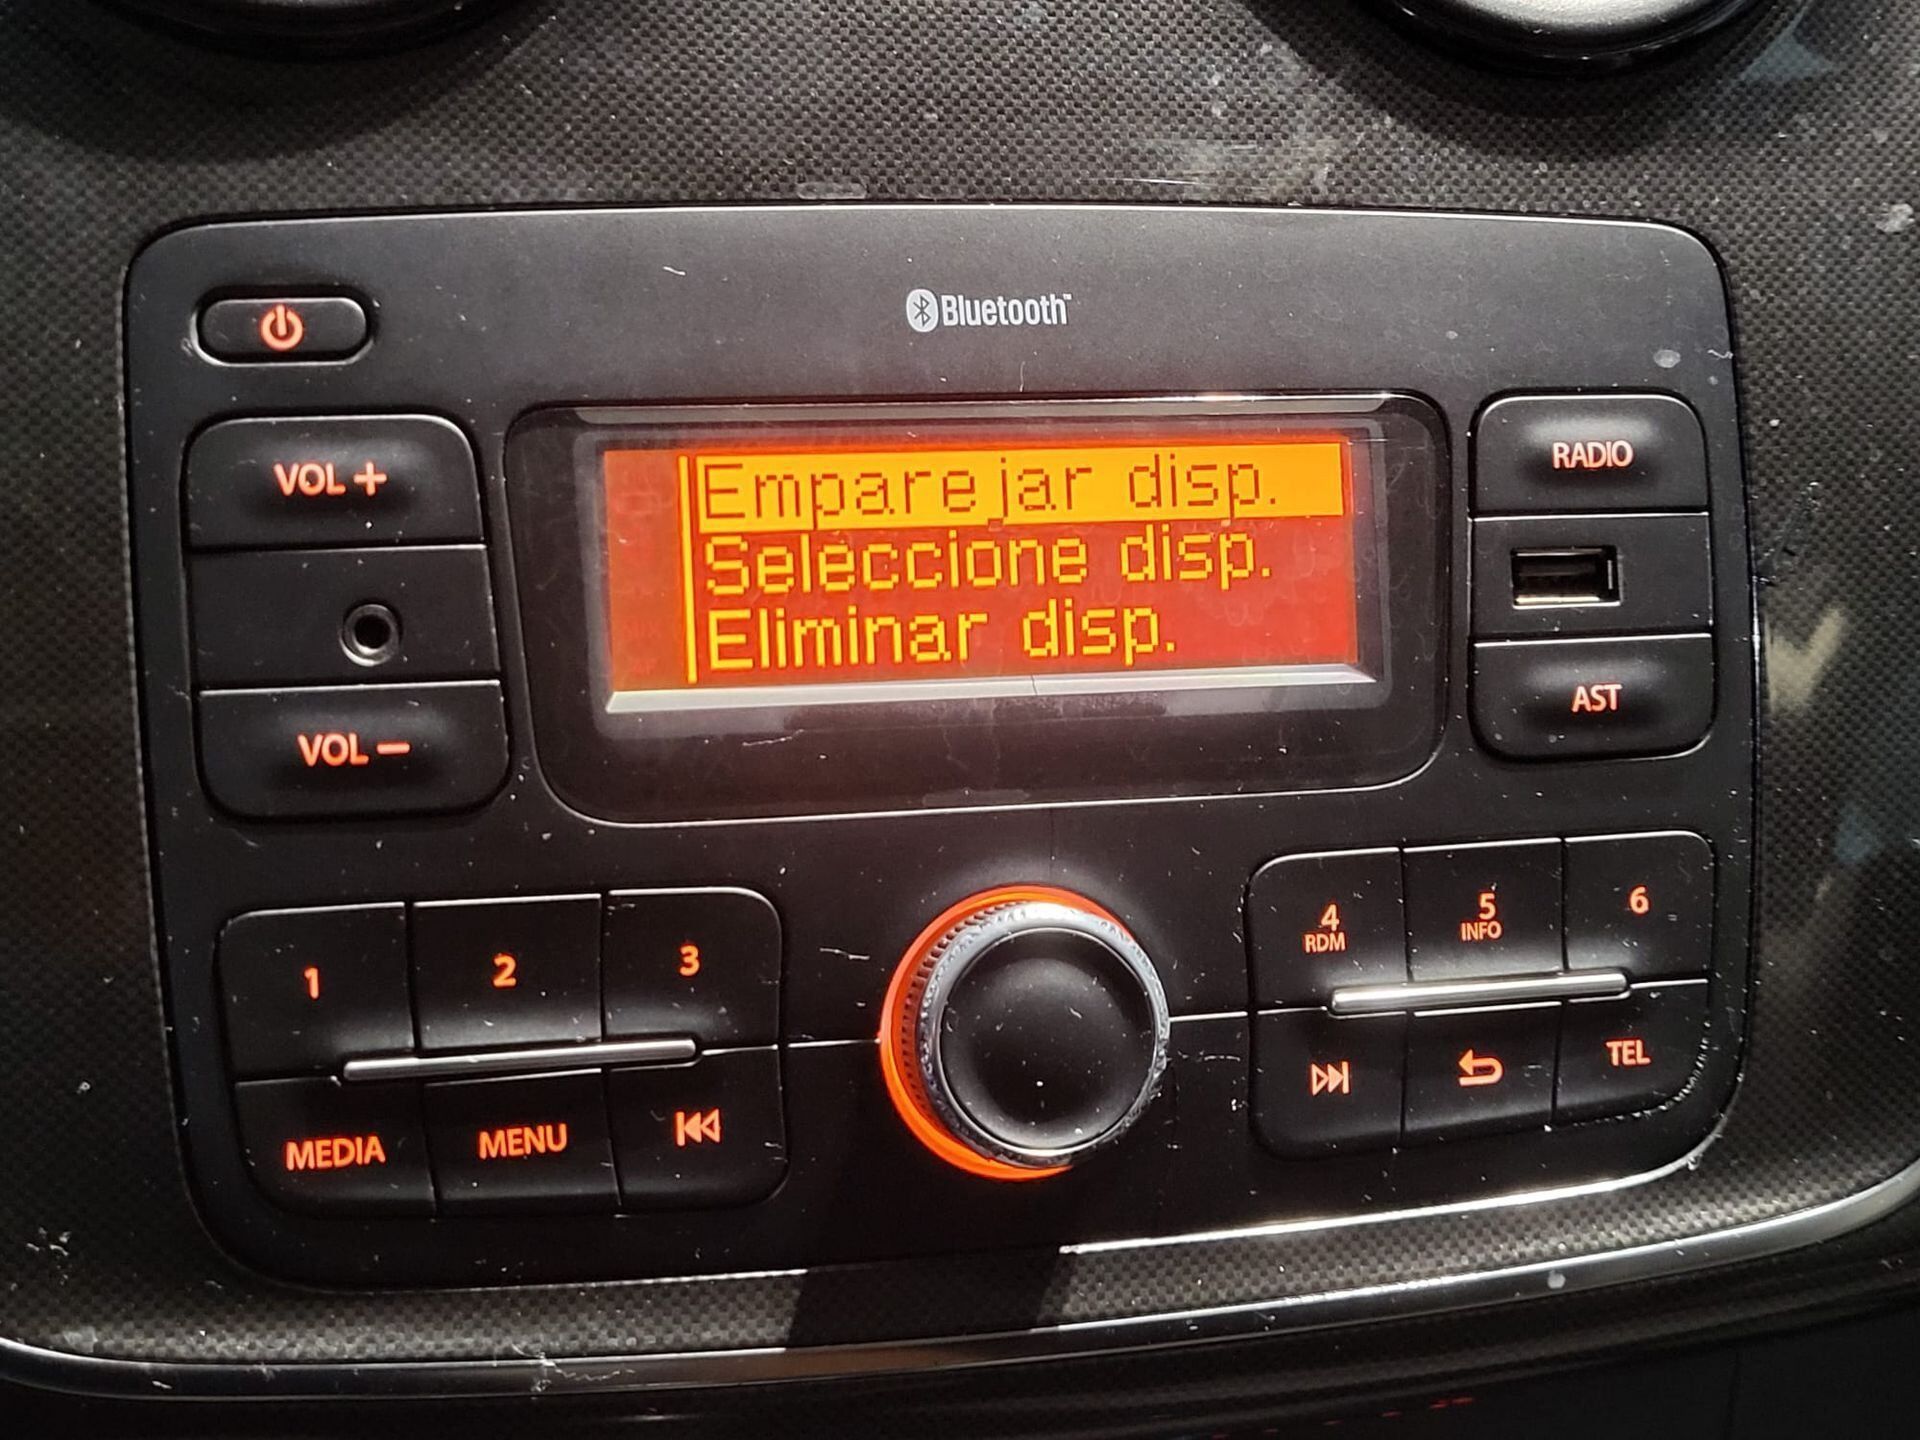 Bluetooth™
VOL +
RADIO
Emparejar disp.
Seleccione disp.
Eliminar disp.
VOL −
AST
1
2
3
4
RDM
5
INFO
6
MEDIA
MENU
TEL